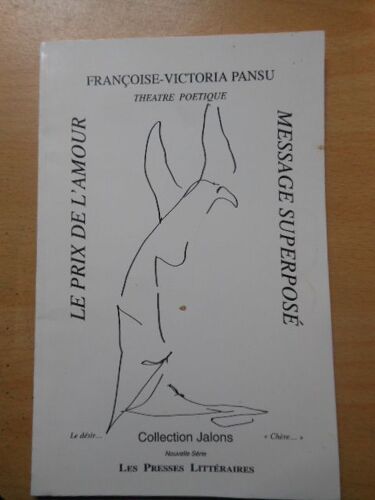 FRANÇOISE-VICTORIA PANSU
THEATRE POETIQUE
LE PRIX DE L'AMOUR
MESSAGE SUPERPOSÉ
Le désir...
Collection Jalons
« Chère... »
Nouvelle Série
LES PRESSES LITTÉRAIRES